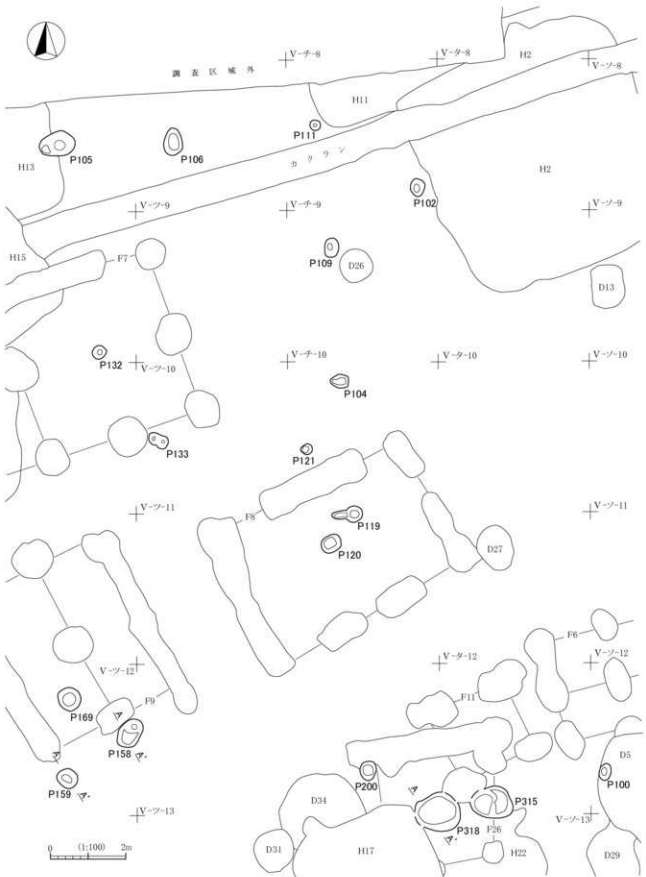 V-チ-8
V-タ-8
H2
V-ソ-8
調査区域外
H11
P111
P105
P106
H13
カクラン
H2
P102
V-ツ-9
V-チ-9
V-ソ-9
H15
F7
P109
D26
D13
P132
V-ツ-10
V-チ-10
V-タ-10
V-ソ-10
P104
P133
P121
V-ツ-11
F8
P119
V-ソ-11
P120
D27
F6
V-ツ-12
V-タ-12
V-ソ-12
P169
F9
F11
A
P158
A
A'
D5
P159
A'
P200
A
P100
V-ツ-13
D34
P315
V-ソ-13
P318
F26
A'
D31
H17
H22
D29
0 (1:100) 2m